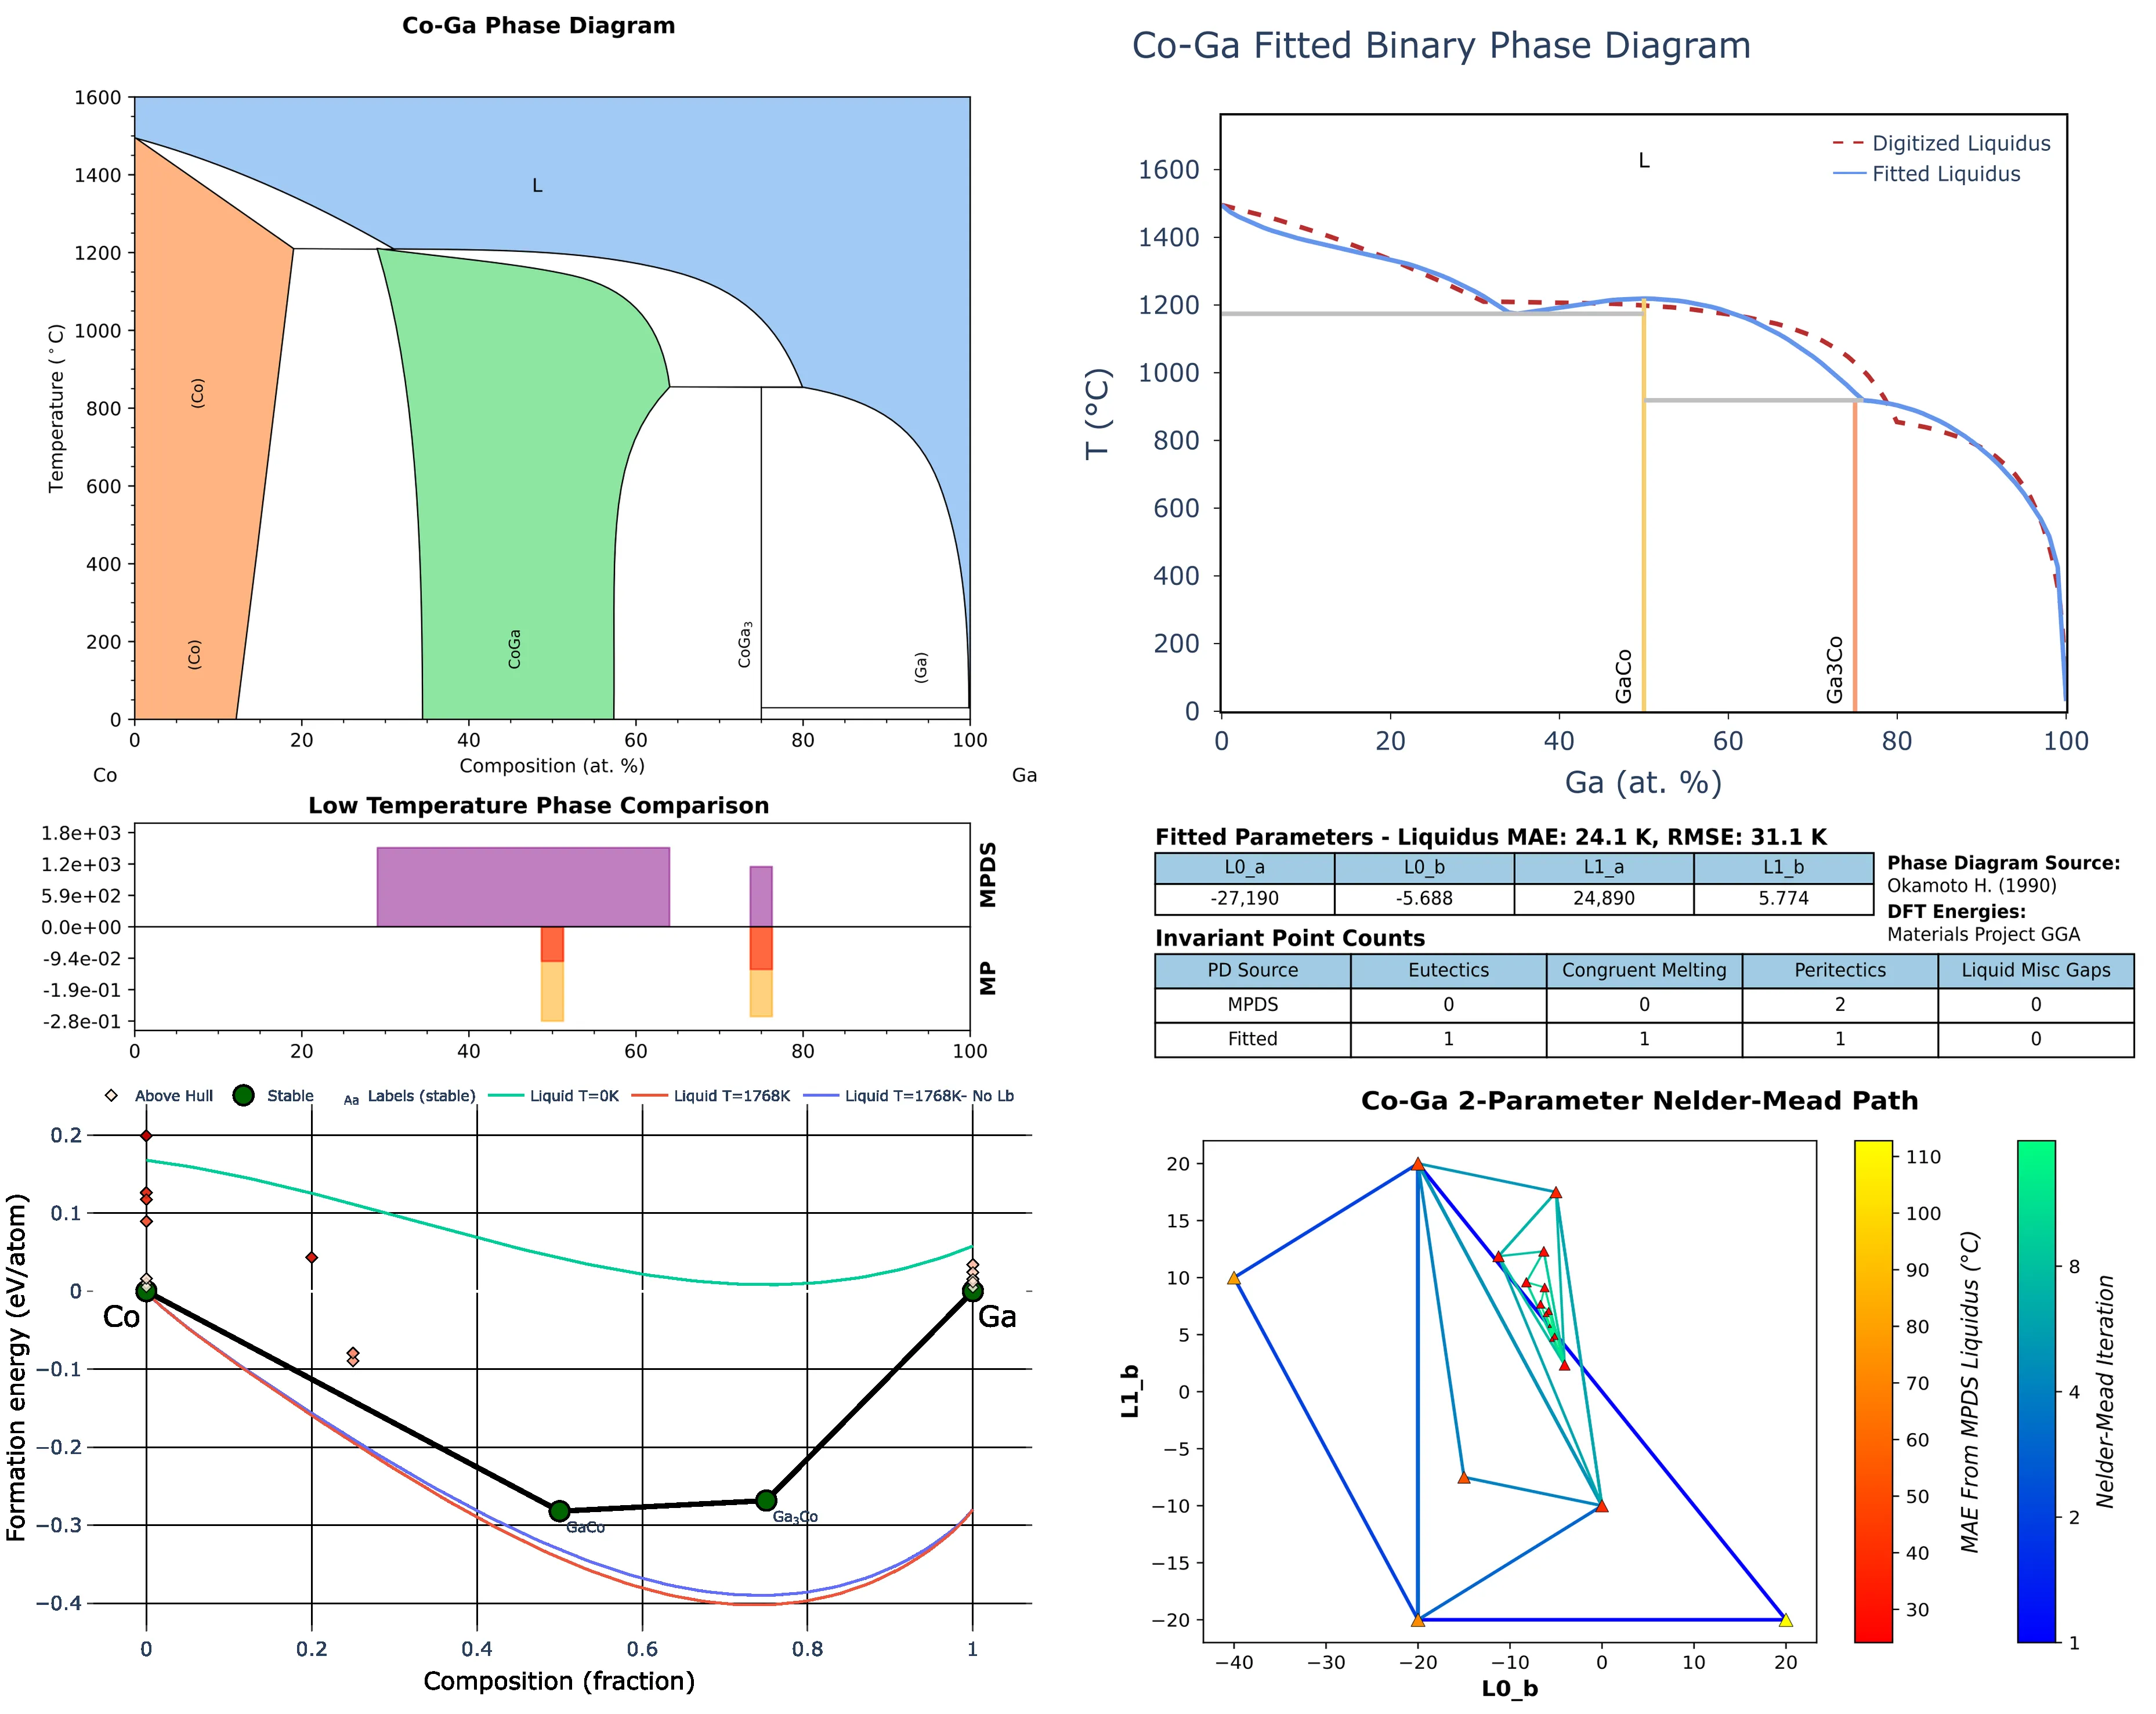 Co-Ga Phase Diagram
1600
1400
1200
1000
800
600
400
200
0
Temperature (°C)
L
(Co)
(Co)
CoGa
CoGa3
(Ga)
0 20 40 60 80 100
Composition (at. %)
Co
Ga
Co-Ga Fitted Binary Phase Diagram
Digitized Liquidus
Fitted Liquidus
L
1600
1400
1200
1000
800
600
400
200
0
T (°C)
GaCo
Ga3Co
0 20 40 60 80 100
Ga (at. %)
Low Temperature Phase Comparison
1.8e+03
1.2e+03
5.9e+02
0.0e+00
-9.4e-02
-1.9e-01
-2.8e-01
MPDS
MP
0 20 40 60 80 100
Fitted Parameters - Liquidus MAE: 24.1 K, RMSE: 31.1 K
L0_a L0_b L1_a L1_b
-27,190 -5.688 24,890 5.774
Phase Diagram Source:
Okamoto H. (1990)
DFT Energies:
Materials Project GGA
Invariant Point Counts
PD Source Eutectics Congruent Melting Peritectics Liquid Misc Gaps
MPDS 0 0 2 0
Fitted 1 1 1 0
Above Hull Stable Aa Labels (stable) Liquid T=0K Liquid T=1768K Liquid T=1768K- No Lb
0.2
0.1
0
−0.1
−0.2
−0.3
−0.4
Formation energy (eV/atom)
Co
Ga
GaCo
Ga3Co
0 0.2 0.4 0.6 0.8 1
Composition (fraction)
Co-Ga 2-Parameter Nelder-Mead Path
20
15
10
5
0
−5
−10
−15
−20
L1_b
−40 −30 −20 −10 0 10 20
L0_b
110
100
90
80
70
60
50
40
30
MAE From MPDS Liquidus (°C)
8
4
2
1
Nelder-Mead Iteration